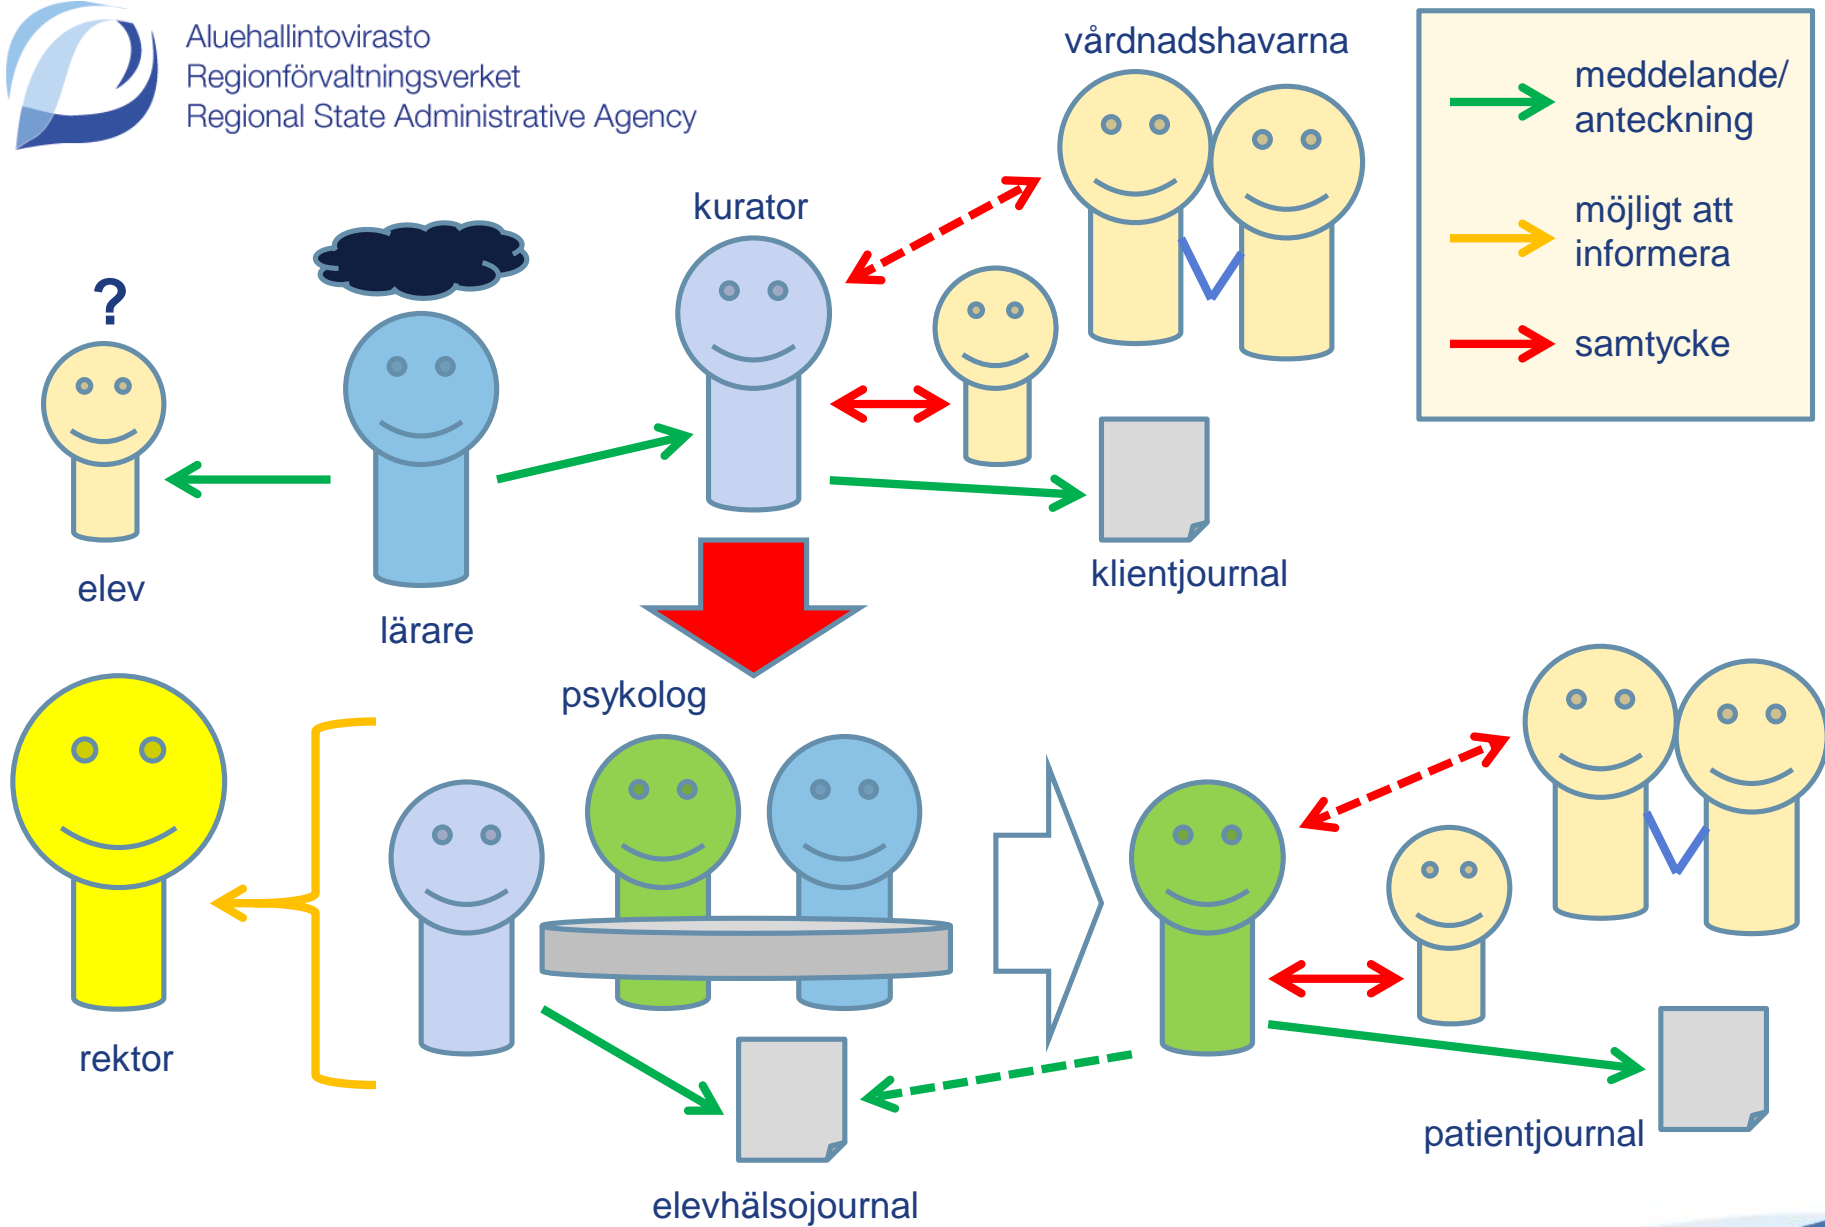 Aluehallintovirasto
Regionförvaltningsverket
Regional State Administrative Agency
vårdnadshavarna
meddelande/
anteckning
möjligt att
informera
samtycke
kurator
?
elev
lärare
klientjournal
psykolog
rektor
patientjournal
elevhälsojournal